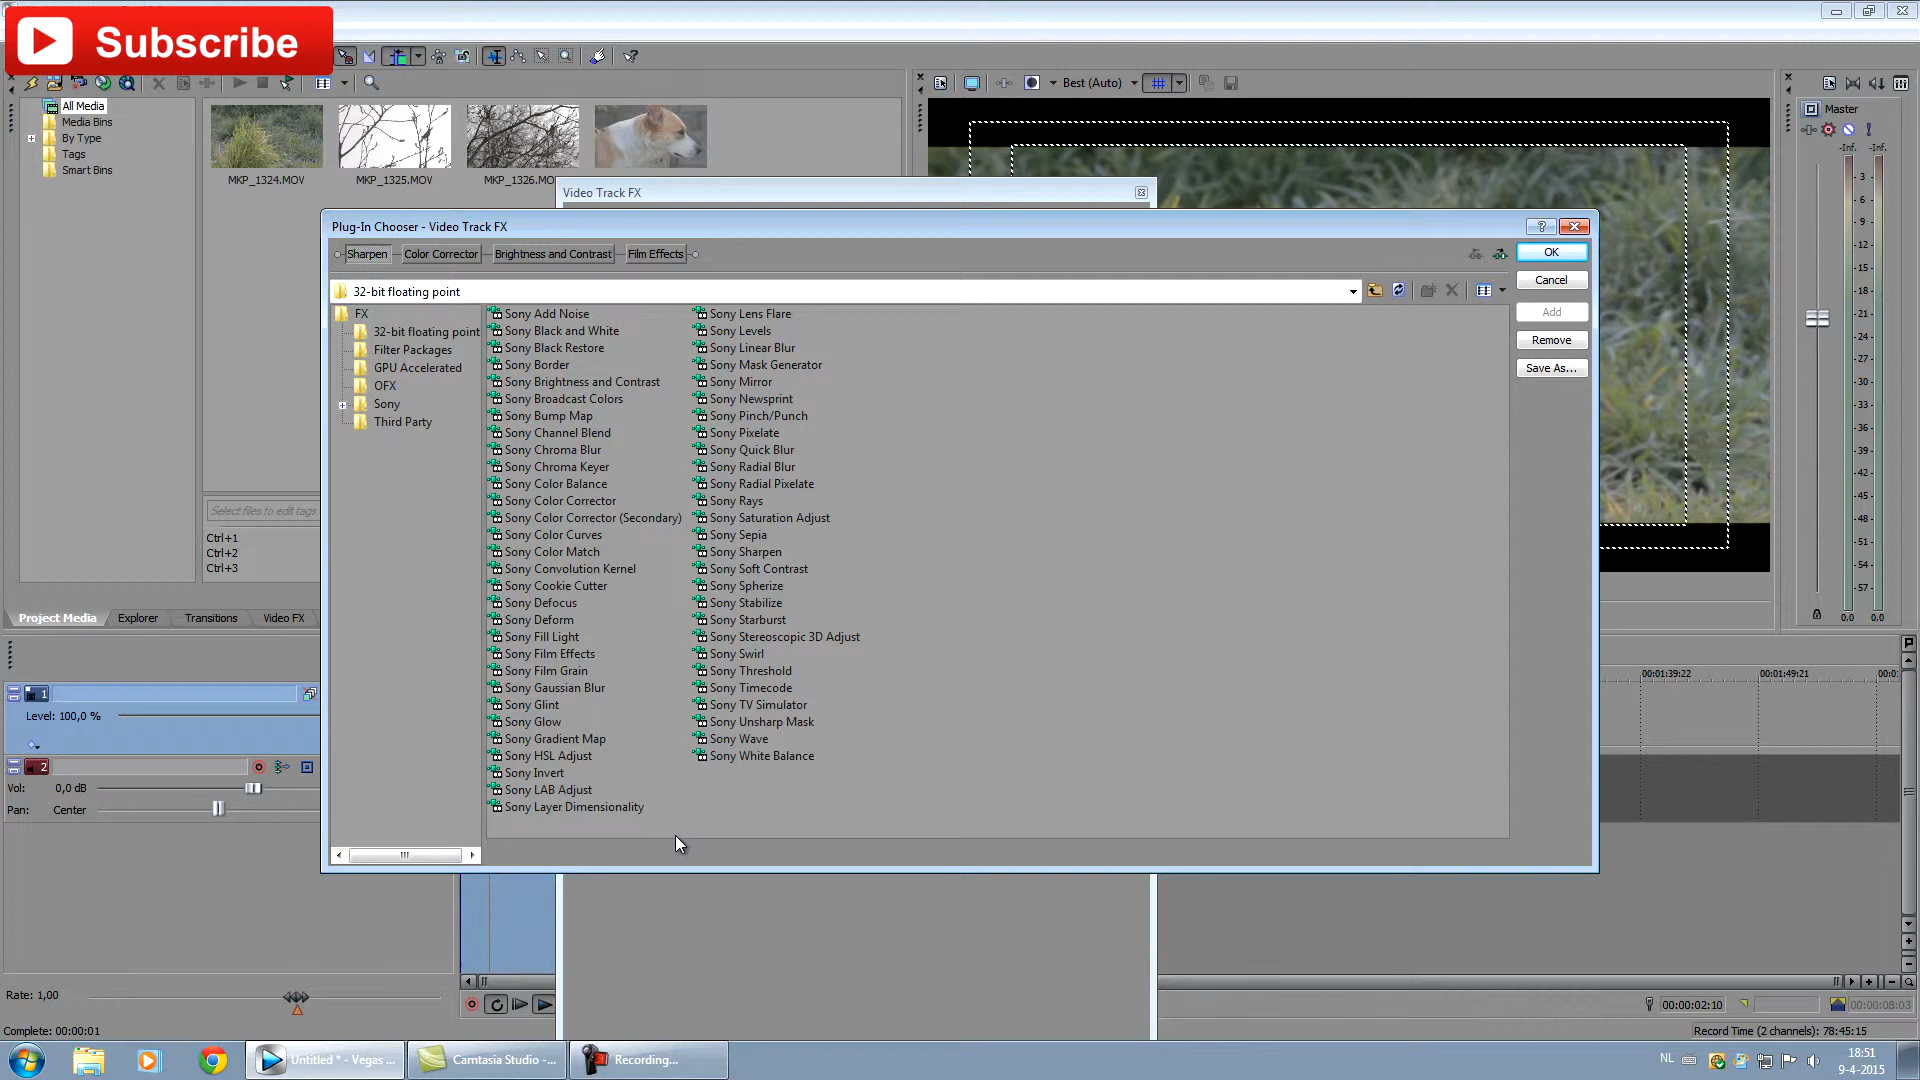 Subscribe
Best (Auto)
All Media
Media Bins
By Type
Tags
Smart Bins
MKP_1324.MOV
MKP_1325.MOV
MKP_1326.MO
Select files to edit tags
Ctrl+1
Ctrl+2
Ctrl+3
Project Media
Explorer
Transitions
Video FX
Video Track FX
Plug-In Chooser - Video Track FX
Sharpen
Color Corrector
Brightness and Contrast
Film Effects
32-bit floating point
FX
32-bit floating point
Filter Packages
GPU Accelerated
OFX
Sony
Third Party
Sony Add Noise
Sony Black and White
Sony Black Restore
Sony Border
Sony Brightness and Contrast
Sony Broadcast Colors
Sony Bump Map
Sony Channel Blend
Sony Chroma Blur
Sony Chroma Keyer
Sony Color Balance
Sony Color Corrector
Sony Color Corrector (Secondary)
Sony Color Curves
Sony Color Match
Sony Convolution Kernel
Sony Cookie Cutter
Sony Defocus
Sony Deform
Sony Fill Light
Sony Film Effects
Sony Film Grain
Sony Gaussian Blur
Sony Glint
Sony Glow
Sony Gradient Map
Sony HSL Adjust
Sony Invert
Sony LAB Adjust
Sony Layer Dimensionality
Sony Lens Flare
Sony Levels
Sony Linear Blur
Sony Mask Generator
Sony Mirror
Sony Newsprint
Sony Pinch/Punch
Sony Pixelate
Sony Quick Blur
Sony Radial Blur
Sony Radial Pixelate
Sony Rays
Sony Saturation Adjust
Sony Sepia
Sony Sharpen
Sony Soft Contrast
Sony Spherize
Sony Stabilize
Sony Starburst
Sony Stereoscopic 3D Adjust
Sony Swirl
Sony Threshold
Sony Timecode
Sony TV Simulator
Sony Unsharp Mask
Sony Wave
Sony White Balance
OK
Cancel
Add
Remove
Save As...
Master
-Inf. -Inf.
- 3 -
- 6 -
- 9 -
-12-
-15-
-18-
-21-
-24-
-27-
-30-
-33-
-36-
-39-
-42-
-45-
-48-
-51-
-54-
-57-
0,0 0,0
1
Level: 100,0 %
2
Vol: 0,0 dB
Pan: Center
00:01:39:22
00:01:49:21
00:0
Rate: 1,00
Complete: 00:00:01
00:00:02:10
00:00:08:03
Record Time (2 channels): 78:45:15
Untitled * - Vegas ...
Camtasia Studio -...
Recording...
NL
18:51
9-4-2015